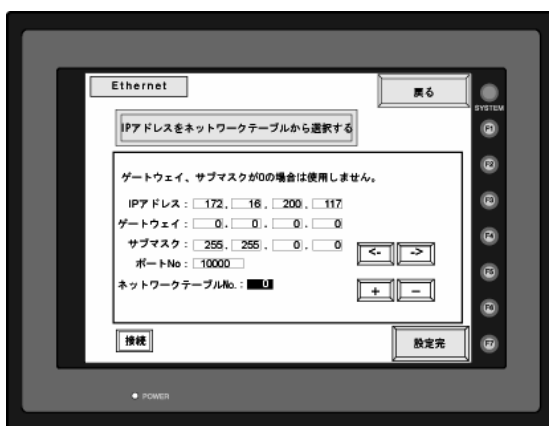 Ethernet
戻る
SYSTEM
IPアドレスをネットワークテーブルから選択する
F1
F2
ゲートウェイ、サブマスクが0の場合は使用しません。
IPアドレス： 172. 16. 200. 117
F3
ゲートウェイ： 0. 0. 0. 0
サブマスク： 255. 255. 0. 0
F4
<- ->
ポートNo： 10000
F5
ネットワークテーブルNo.： 0
+ -
F6
接続
設定完
F7
POWER